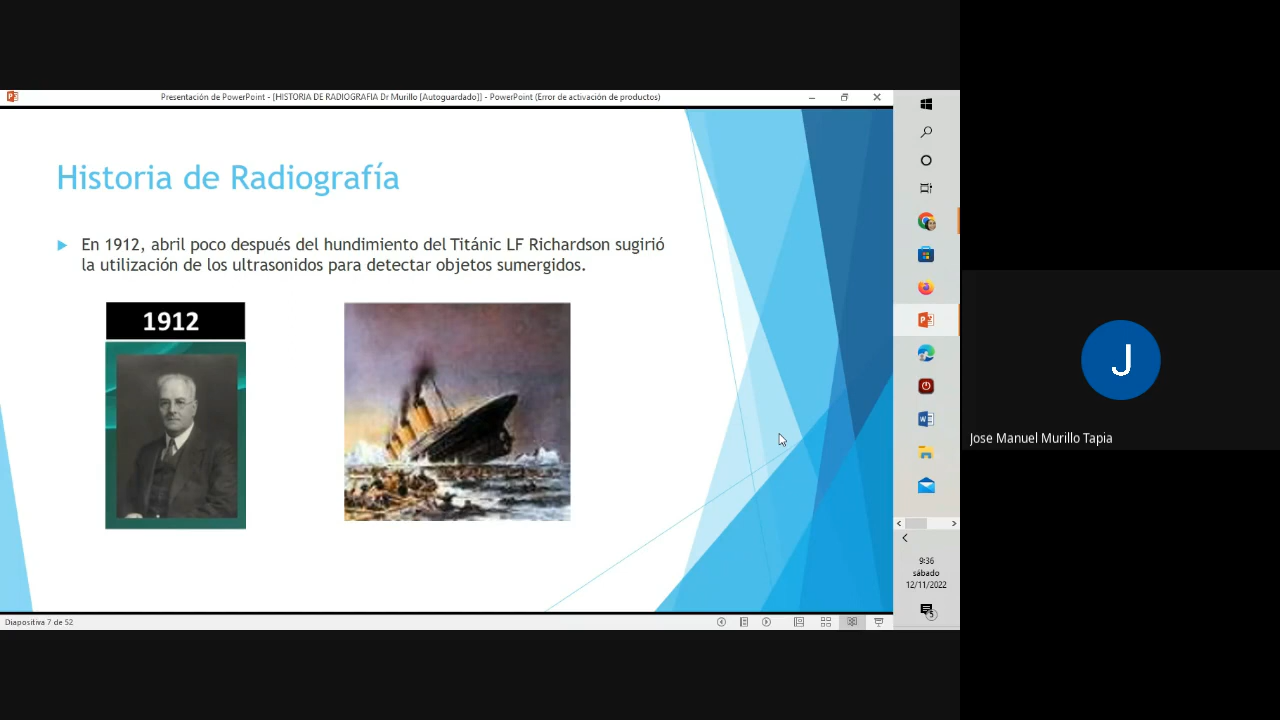 Presentación de PowerPoint - [HISTORIA DE RADIOGRAFIA Dr Murillo [Autoguardado]] - PowerPoint (Error de activación de productos)
Historia de Radiografía
En 1912, abril poco después del hundimiento del Titánic LF Richardson sugirió
la utilización de los ultrasonidos para detectar objetos sumergidos.
1912
J
Jose Manuel Murillo Tapia
9:36
sábado
12/11/2022
5
Diapositiva 7 de 52